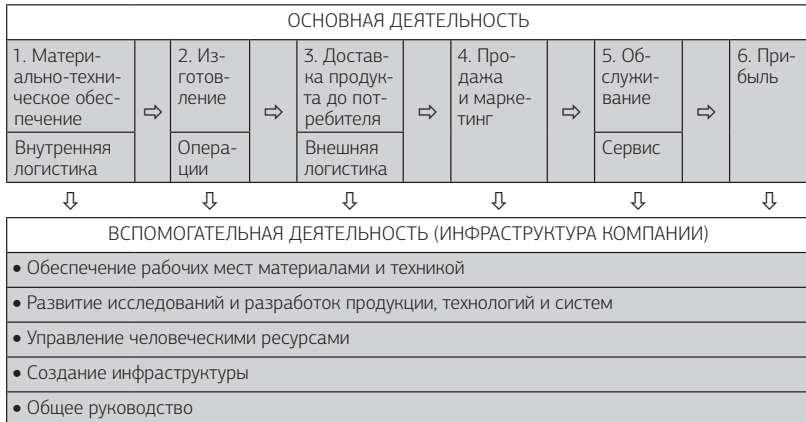 ОСНОВНАЯ ДЕЯТЕЛЬНОСТЬ
1. Матери-
ально-техни-
ческое обес-
печение
Внутренняя
логистика
⇨
2. Из-
готов-
ление
Опера-
ции
⇨
3. Достав-
ка продук-
та до пот-
ребителя
Внешняя
логистика
⇨
4. Про-
дажа
и марке-
тинг
⇨
5. Об-
служи-
вание
Сервис
⇨
6. При-
быль
⇩ ⇩ ⇩ ⇩ ⇩ ⇩
ВСПОМОГАТЕЛЬНАЯ ДЕЯТЕЛЬНОСТЬ (ИНФРАСТРУКТУРА КОМПАНИИ)
• Обеспечение рабочих мест материалами и техникой
• Развитие исследований и разработок продукции, технологий и систем
• Управление человеческими ресурсами
• Создание инфраструктуры
• Общее руководство